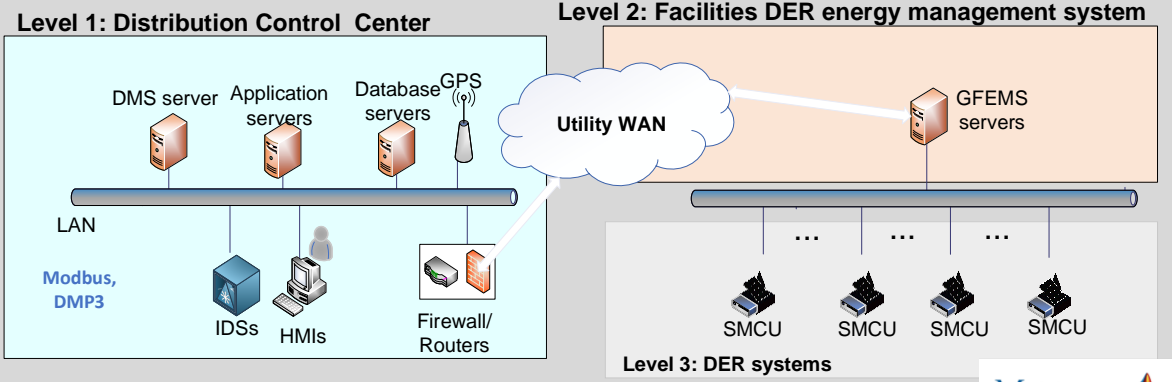 Level 1: Distribution Control Center
Level 2: Facilities DER energy management system
DMS server
Application
servers
Database
servers
GPS
Utility WAN
GFEMS
servers
LAN
Modbus,
DMP3
IDSs
HMIs
Firewall/
Routers
...
...
...
SMCU
SMCU
SMCU
SMCU
Level 3: DER systems